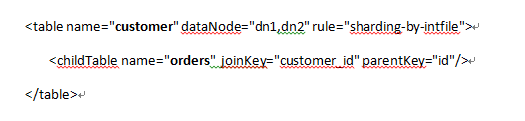 <table name="customer" dataNode="dn1,dn2" rule="sharding-by-intfile">
<childTable name="orders" joinKey="customer_id" parentKey="id"/>
</table>